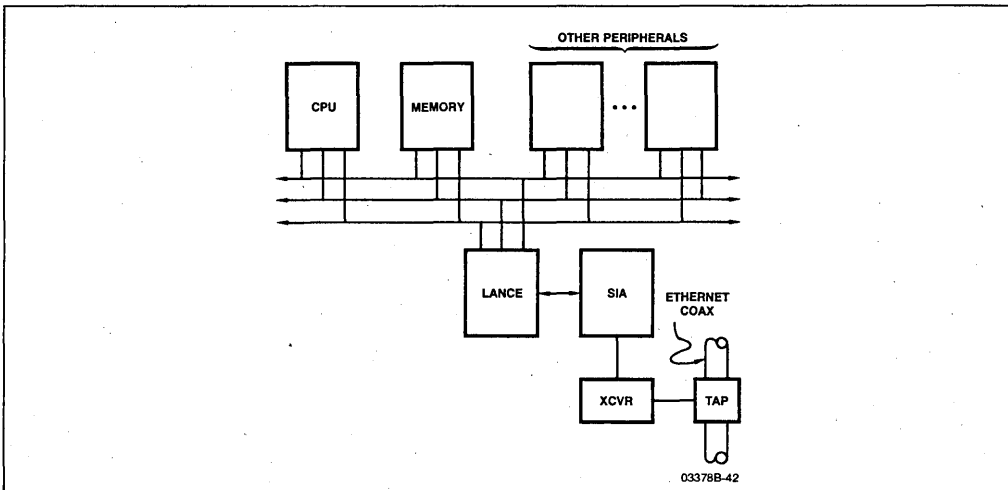 OTHER PERIPHERALS
CPU
MEMORY
•••
LANCE
SIA
ETHERNET
COAX
XCVR
TAP
03378B-42